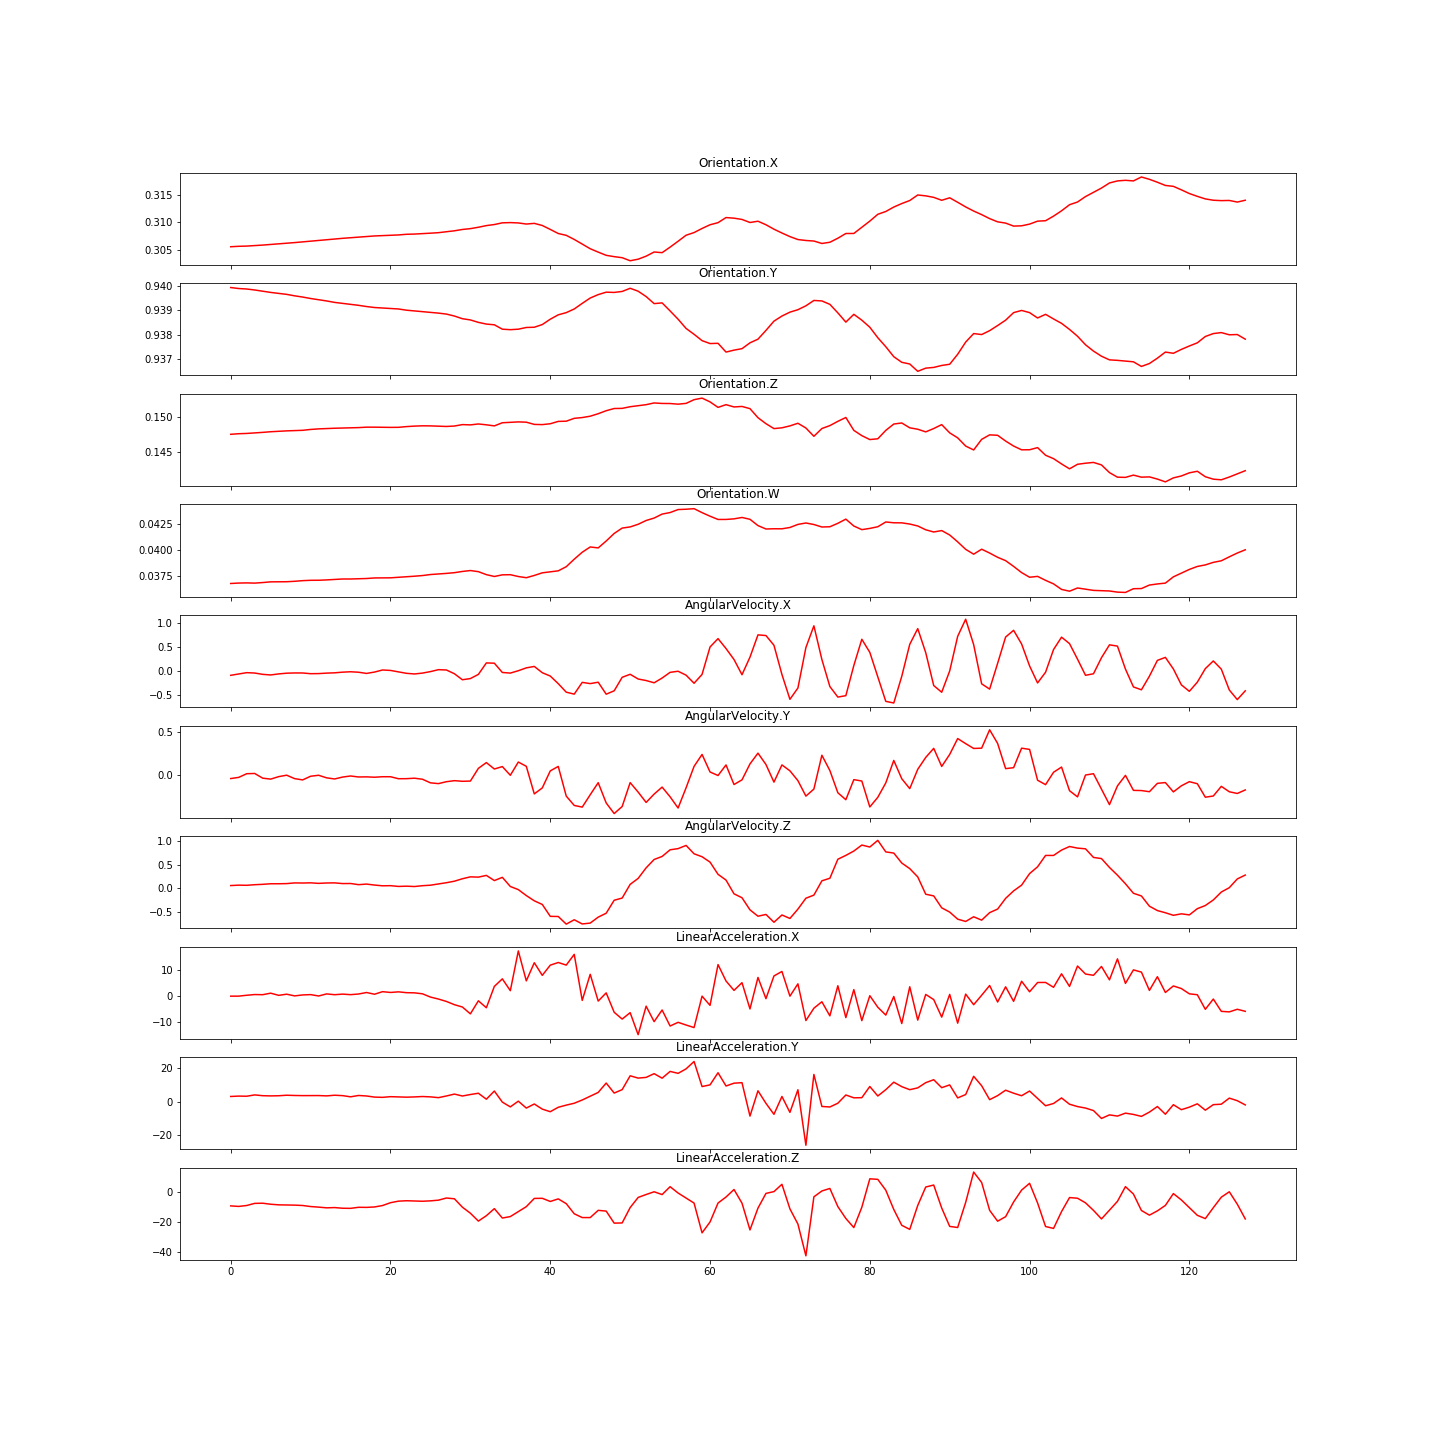 Orientation.X
0.315
0.310
0.305
Orientation.Y
0.940
0.939
0.938
0.937
Orientation.Z
0.150
0.145
Orientation.W
0.0425
0.0400
0.0375
AngularVelocity.X
1.0
0.5
0.0
−0.5
AngularVelocity.Y
0.5
0.0
AngularVelocity.Z
1.0
0.5
0.0
−0.5
LinearAcceleration.X
10
0
−10
LinearAcceleration.Y
20
0
−20
LinearAcceleration.Z
0
−20
−40
0 20 40 60 80 100 120